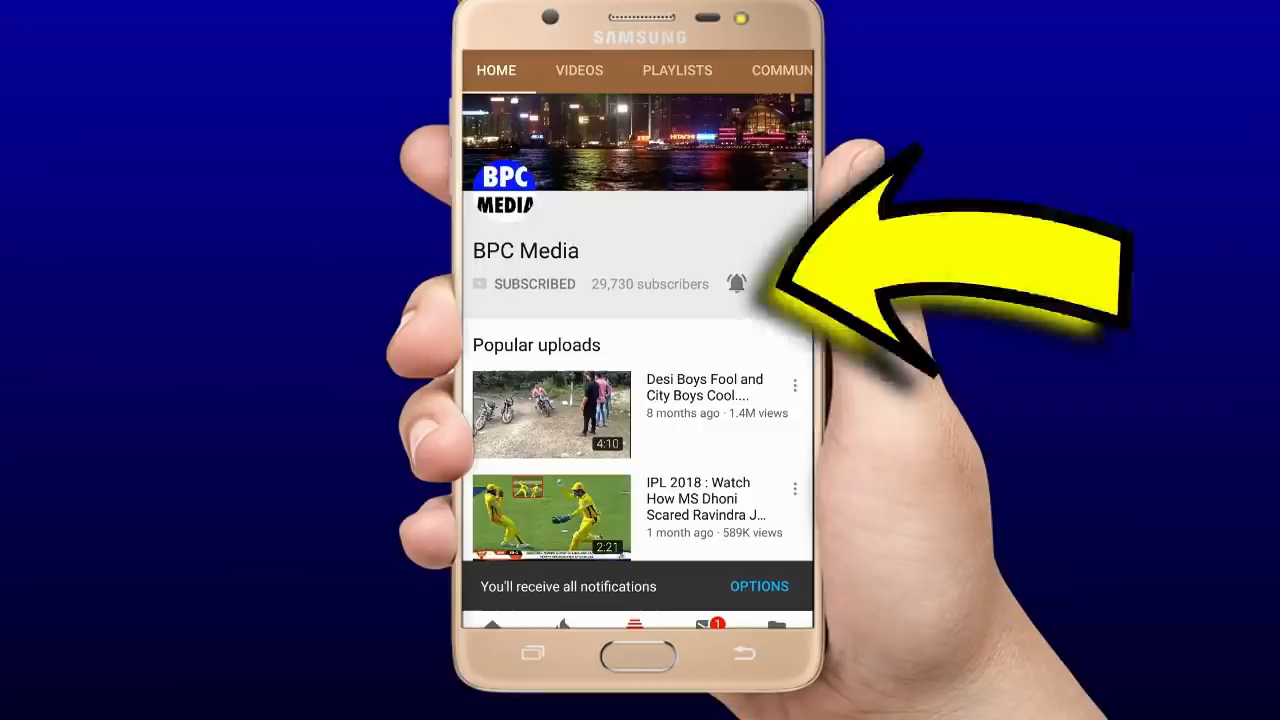 SAMSUNG
HOME VIDEOS PLAYLISTS COMMUN
HITACHI
BPC
MEDIA
BPC Media
SUBSCRIBED 29,730 subscribers
Popular uploads
Desi Boys Fool and
City Boys Cool....
8 months ago · 1.4M views
4:10
IPL 2018 : Watch
How MS Dhoni
Scared Ravindra J...
1 month ago · 589K views
2:21
You'll receive all notifications OPTIONS
1